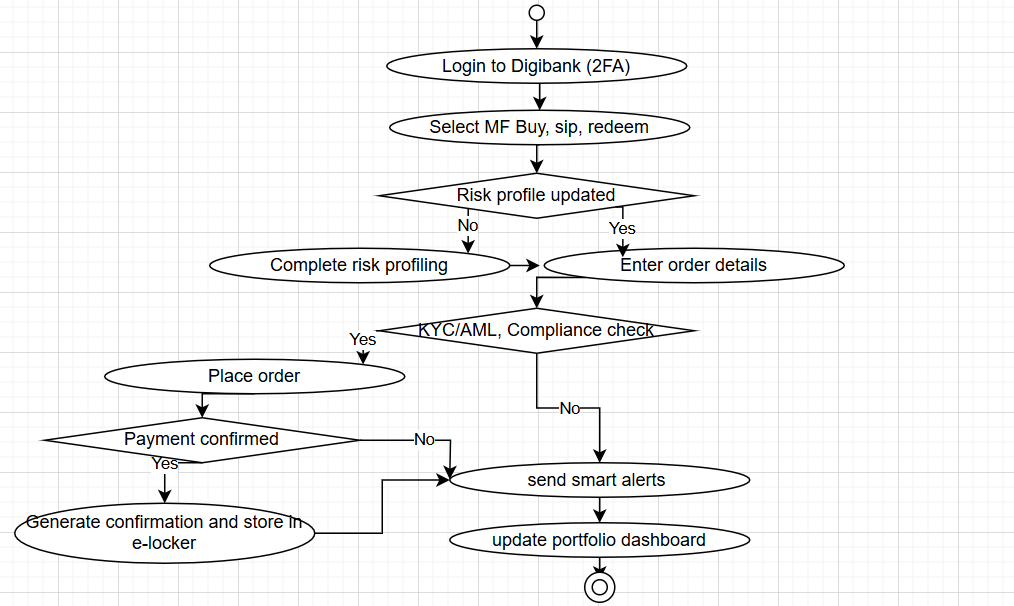 Login to Digibank (2FA)
Select MF Buy, sip, redeem
Risk profile updated
No
Yes
Complete risk profiling
Enter order details
KYC/AML, Compliance check
Yes
Place order
No
Payment confirmed
No
Yes
send smart alerts
Generate confirmation and store in
e-locker
update portfolio dashboard